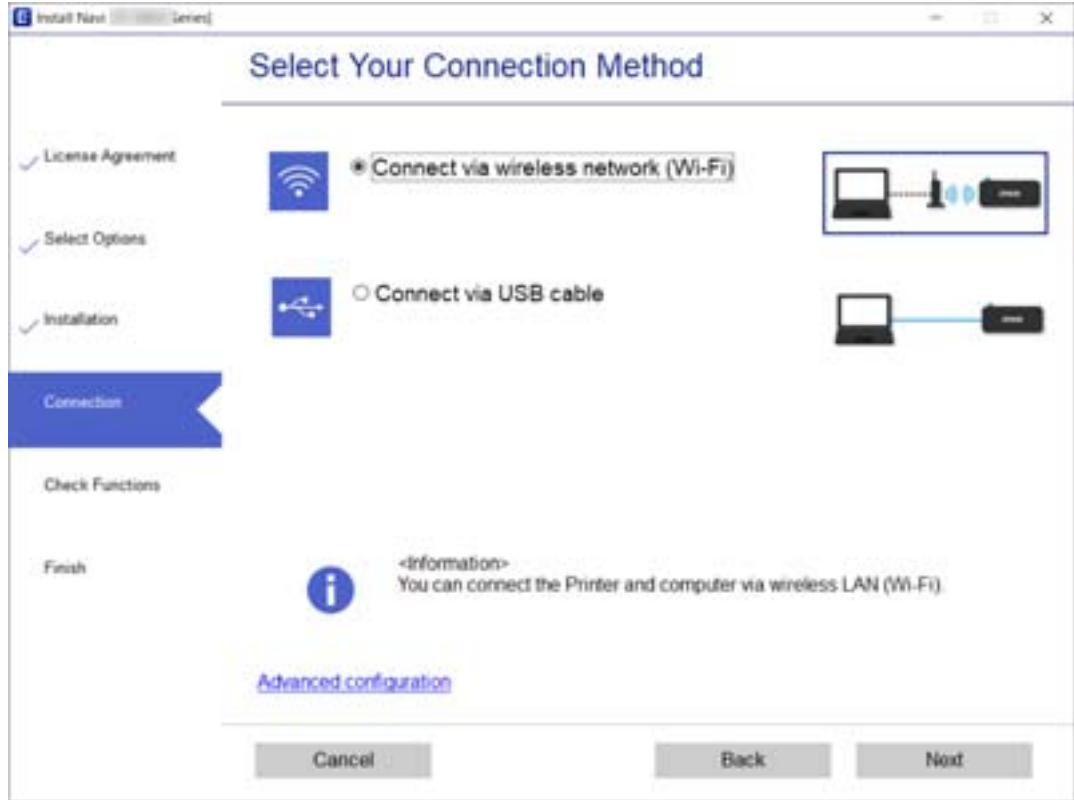 Install Navi Series]
Select Your Connection Method
License Agreement
Select Options
Installation
Connection
Check Functions
Finish
Connect via wireless network (Wi-Fi)
Connect via USB cable
<Information>
You can connect the Printer and computer via wireless LAN (Wi-Fi).
Advanced configuration
Cancel
Back
Next